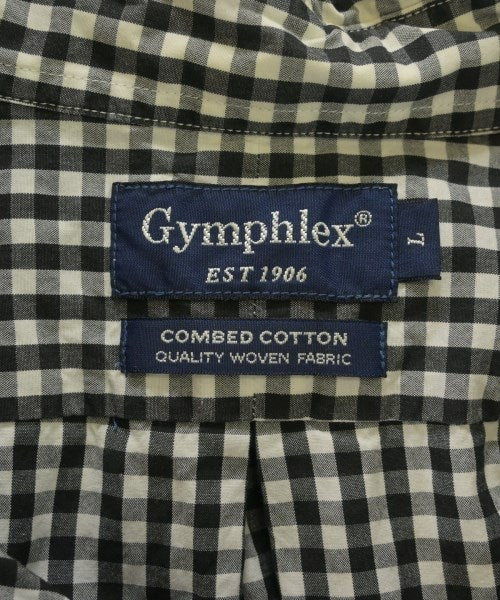 Gymphlex®
EST 1906
L
COMBED COTTON
QUALITY WOVEN FABRIC